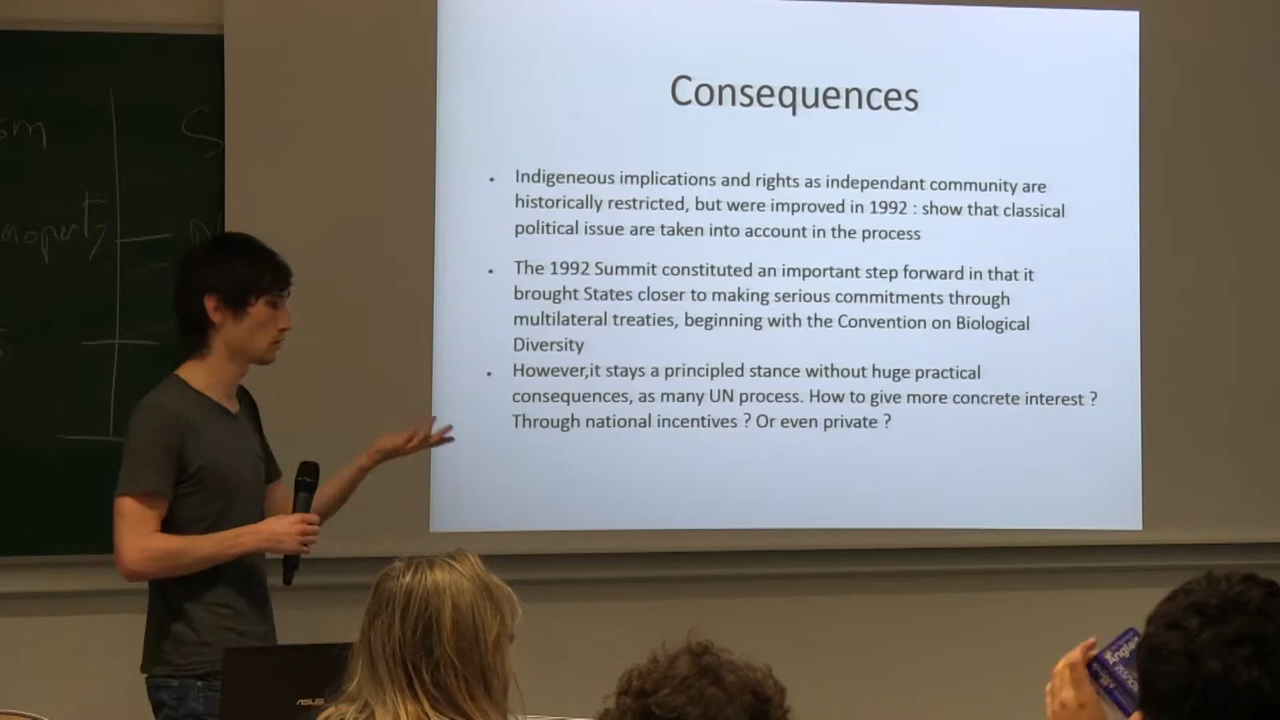 Consequences
Indigeneous implications and rights as independant community are
historically restricted, but were improved in 1992 : show that classical
political issue are taken into account in the process
The 1992 Summit constituted an important step forward in that it
brought States closer to making serious commitments through
multilateral treaties, beginning with the Convention on Biological
Diversity
However,it stays a principled stance without huge practical
consequences, as many UN process. How to give more concrete interest ?
Through national incentives ? Or even private ?
ASUS